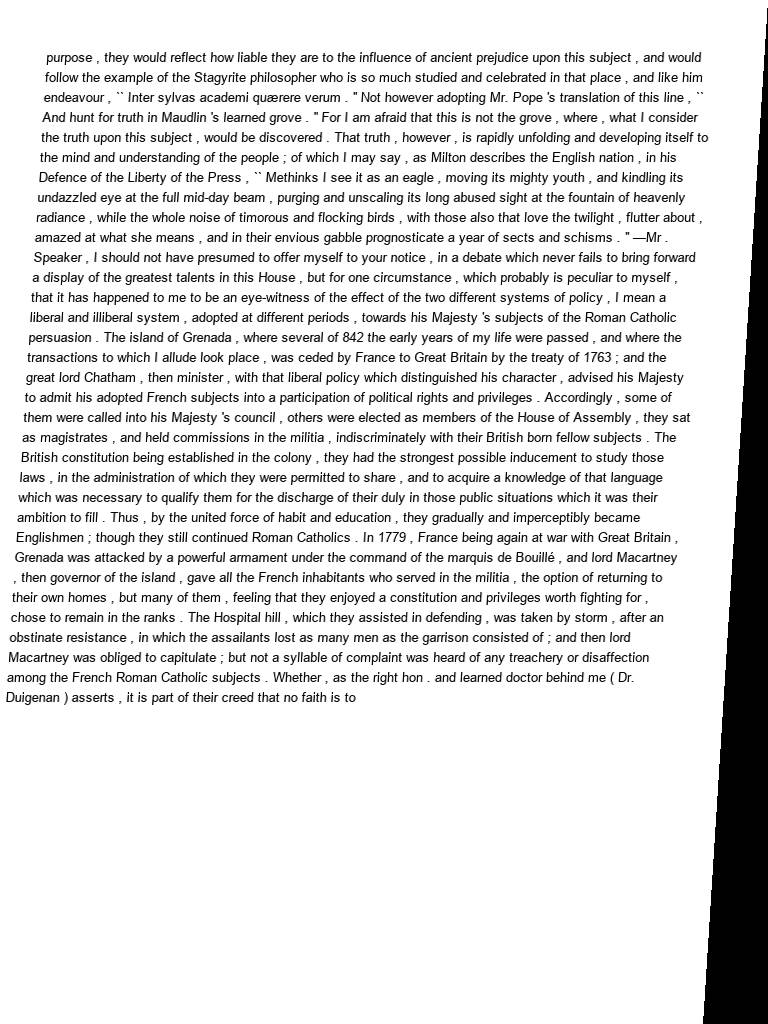 purpose , they would reflect how liable they are to the influence of ancient prejudice upon this subject , and would
follow the example of the Stagyrite philosopher who is so much studied and celebrated in that place , and like him
endeavour , `` Inter sylvas academi quærere verum . " Not however adopting Mr. Pope 's translation of this line , ``
And hunt for truth in Maudlin 's learned grove . " For I am afraid that this is not the grove , where , what I consider
the truth upon this subject , would be discovered . That truth , however , is rapidly unfolding and developing itself to
the mind and understanding of the people ; of which I may say , as Milton describes the English nation , in his
Defence of the Liberty of the Press , `` Methinks I see it as an eagle , moving its mighty youth , and kindling its
undazzled eye at the full mid-day beam , purging and unscaling its long abused sight at the fountain of heavenly
radiance , while the whole noise of timorous and flocking birds , with those also that love the twilight , flutter about ,
amazed at what she means , and in their envious gabble prognosticate a year of sects and schisms . " —Mr .
Speaker , I should not have presumed to offer myself to your notice , in a debate which never fails to bring forward
a display of the greatest talents in this House , but for one circumstance , which probably is peculiar to myself ,
that it has happened to me to be an eye-witness of the effect of the two different systems of policy , I mean a
liberal and illiberal system , adopted at different periods , towards his Majesty 's subjects of the Roman Catholic
persuasion . The island of Grenada , where several of 842 the early years of my life were passed , and where the
transactions to which I allude look place , was ceded by France to Great Britain by the treaty of 1763 ; and the
great lord Chatham , then minister , with that liberal policy which distinguished his character , advised his Majesty
to admit his adopted French subjects into a participation of political rights and privileges . Accordingly , some of
them were called into his Majesty 's council , others were elected as members of the House of Assembly , they sat
as magistrates , and held commissions in the militia , indiscriminately with their British born fellow subjects . The
British constitution being established in the colony , they had the strongest possible inducement to study those
laws , in the administration of which they were permitted to share , and to acquire a knowledge of that language
which was necessary to qualify them for the discharge of their duly in those public situations which it was their
ambition to fill . Thus , by the united force of habit and education , they gradually and imperceptibly became
Englishmen ; though they still continued Roman Catholics . In 1779 , France being again at war with Great Britain ,
Grenada was attacked by a powerful armament under the command of the marquis de Bouillé , and lord Macartney
, then governor of the island , gave all the French inhabitants who served in the militia , the option of returning to
their own homes , but many of them , feeling that they enjoyed a constitution and privileges worth fighting for ,
chose to remain in the ranks . The Hospital hill , which they assisted in defending , was taken by storm , after an
obstinate resistance , in which the assailants lost as many men as the garrison consisted of ; and then lord
Macartney was obliged to capitulate ; but not a syllable of complaint was heard of any treachery or disaffection
among the French Roman Catholic subjects . Whether , as the right hon . and learned doctor behind me ( Dr.
Duigenan ) asserts , it is part of their creed that no faith is to